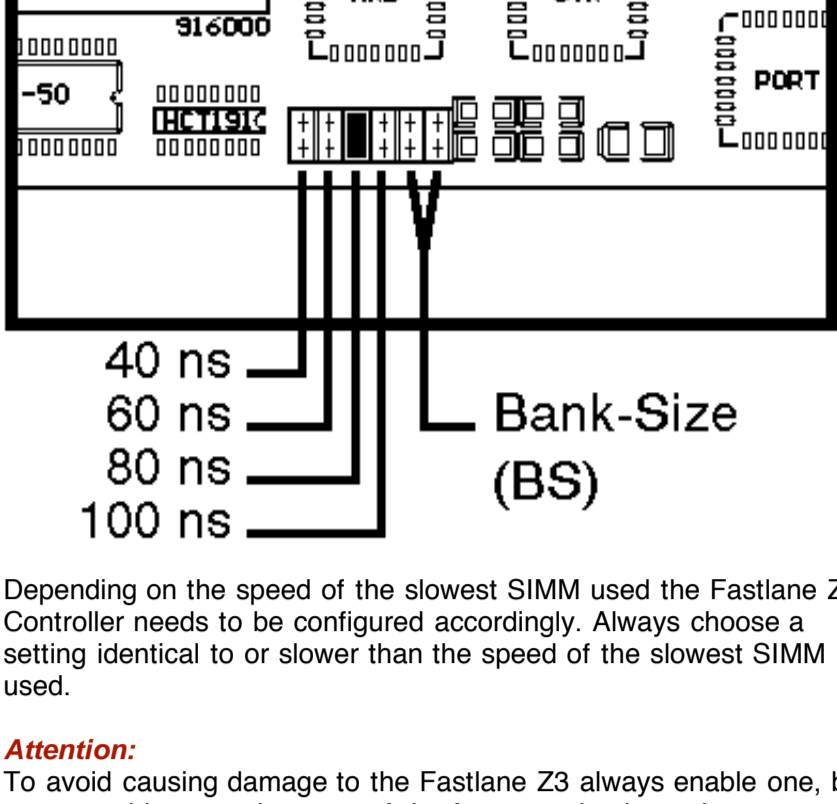 916000
-50
PORT
40 ns
60 ns
80 ns
100 ns
Bank-Size
(BS)
Depending on the speed of the slowest SIMM used the Fastlane
Controller needs to be configured accordingly. Always choose a
setting identical to or slower than the speed of the slowest SIMM
used.
Attention:
To avoid causing damage to the Fastlane Z3 always enable one,